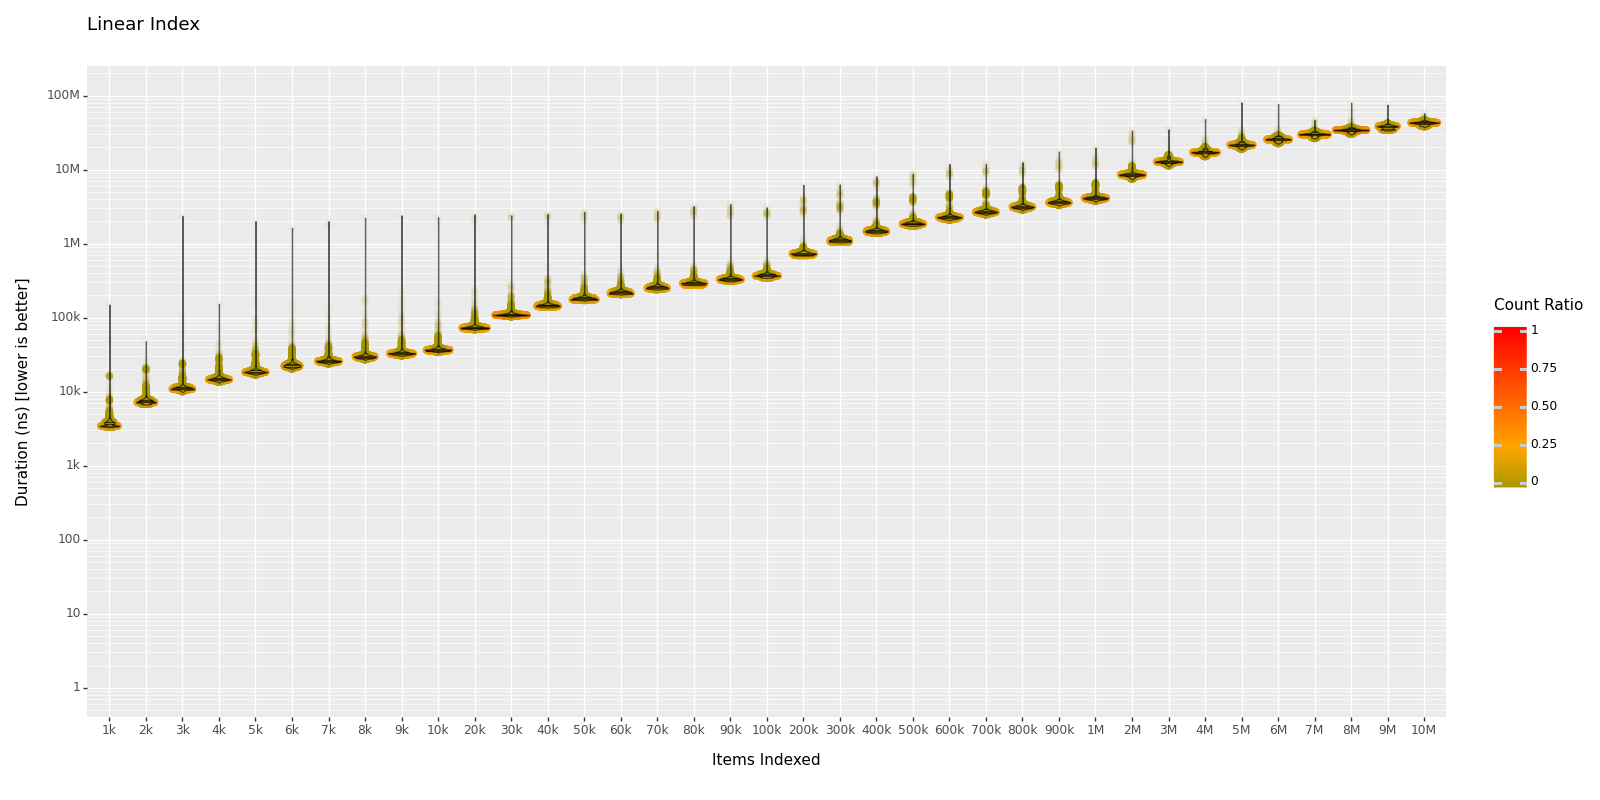 Linear Index
100M
10M
1M
100k
10k
1k
100
10
1
Duration (ns) [lower is better]
1k 2k 3k 4k 5k 6k 7k 8k 9k 10k 20k 30k 40k 50k 60k 70k 80k 90k 100k 200k 300k 400k 500k 600k 700k 800k 900k 1M 2M 3M 4M 5M 6M 7M 8M 9M 10M
Items Indexed
Count Ratio
1
0.75
0.50
0.25
0